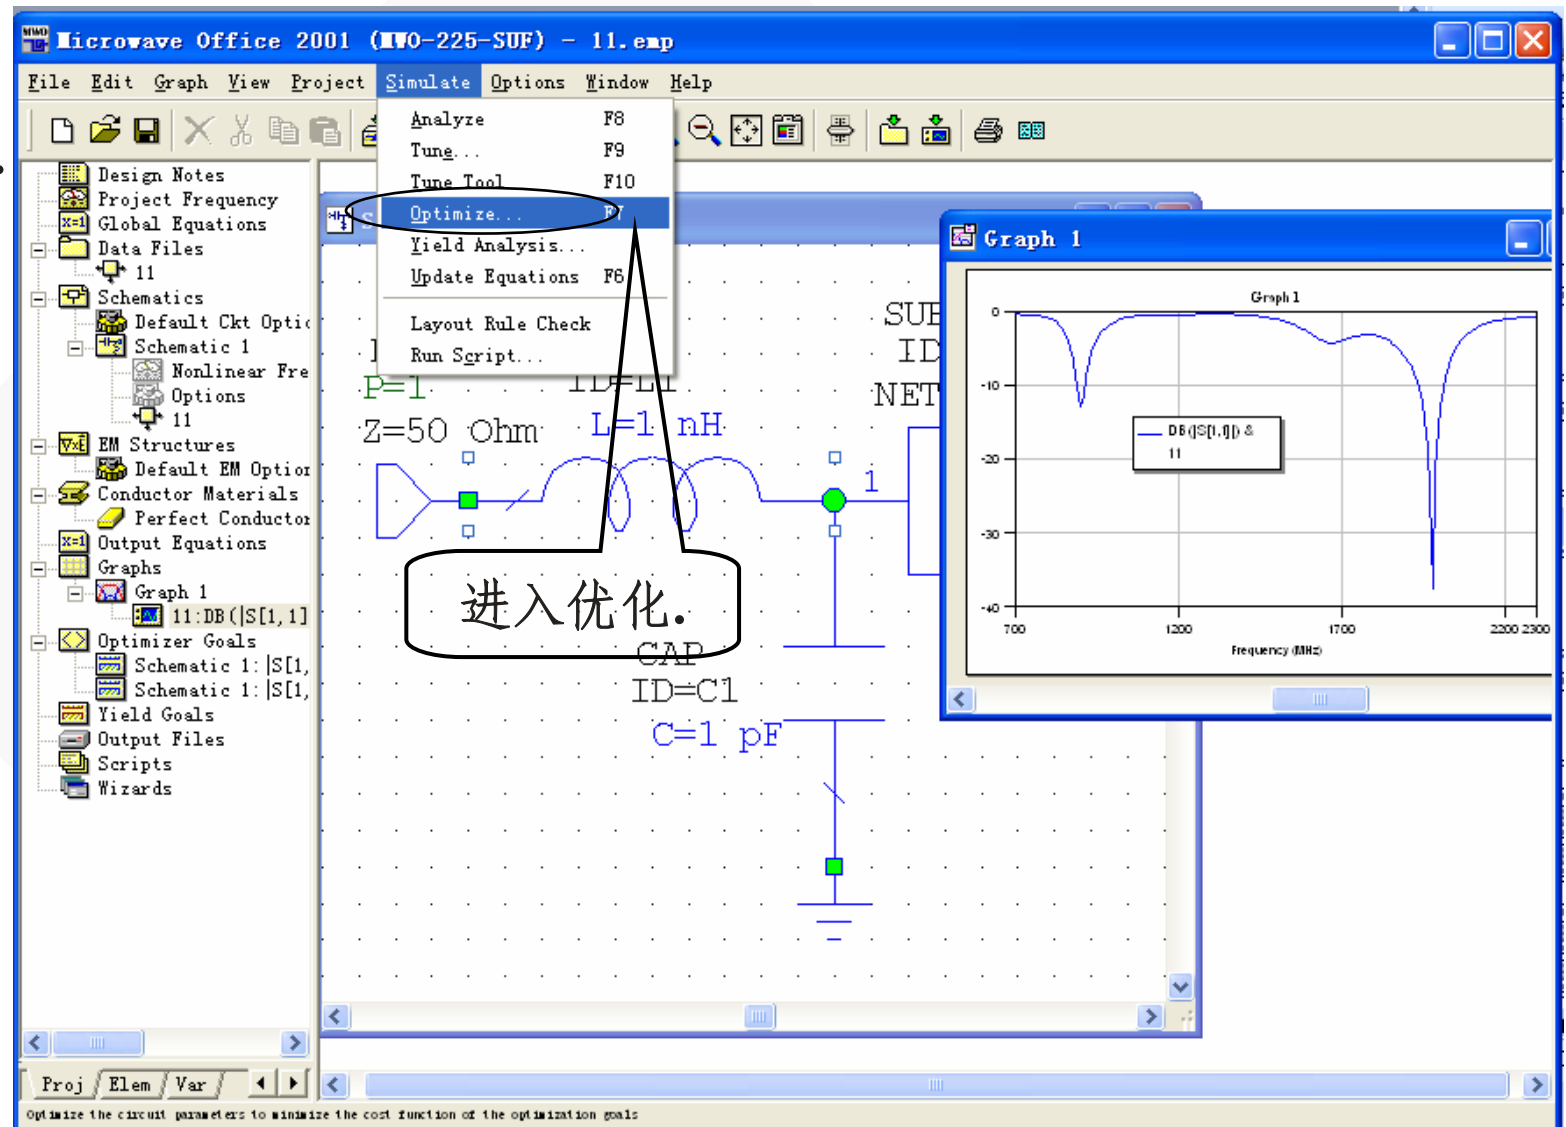 Microwave Office 2001 (MWO-225-SUF) - 11.emp
File Edit Graph View Project Simulate Options Window Help
Analyze F8
Tune... F9
Tune Tool F10
Optimize... F7
Yield Analysis...
Update Equations F6
Layout Rule Check
Run Script...
Design Notes
Project Frequency
X=1 Global Equations
Data Files
11
Schematics
Default Ckt Optic
Schematic 1
Nonlinear Fre
Options
11
EM Structures
Default EM Option
Conductor Materials
Perfect Conductor
X=1 Output Equations
Graphs
Graph 1
11:DB(|S[1,1]
Optimizer Goals
Schematic 1: |S[1,
Schematic 1: |S[1,
Yield Goals
Output Files
Scripts
Wizards
Proj Elem Var
P=1
Z=50 Ohm
ID=L1
L=1 nH
SUB
ID
NET
1
CAP
ID=C1
C=1 pF
进入优化.
Graph 1
Graph 1
0
-10
-20
-30
-40
700 1200 1700 2200 2300
Frequency (MHz)
DB(|S[1,1]|) &
11
Optimize the circuit parameters to minimize the cost function of the optimization goals